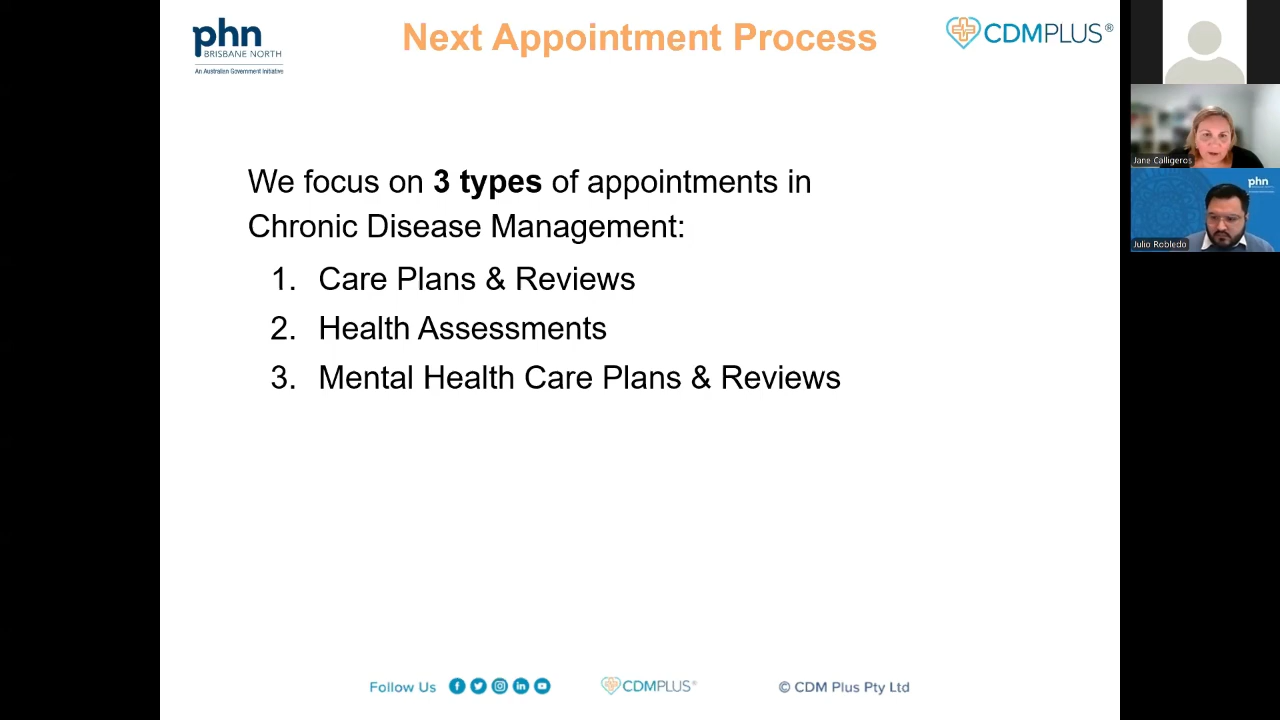 phn
BRISBANE NORTH
An Australian Government Initiative
Next Appointment Process
CDMPLUS®
We focus on 3 types of appointments in
Chronic Disease Management:
1. Care Plans & Reviews
2. Health Assessments
3. Mental Health Care Plans & Reviews
Follow Us
CDMPLUS®
© CDM Plus Pty Ltd
Jane Calligeros
phn
Julio Robledo